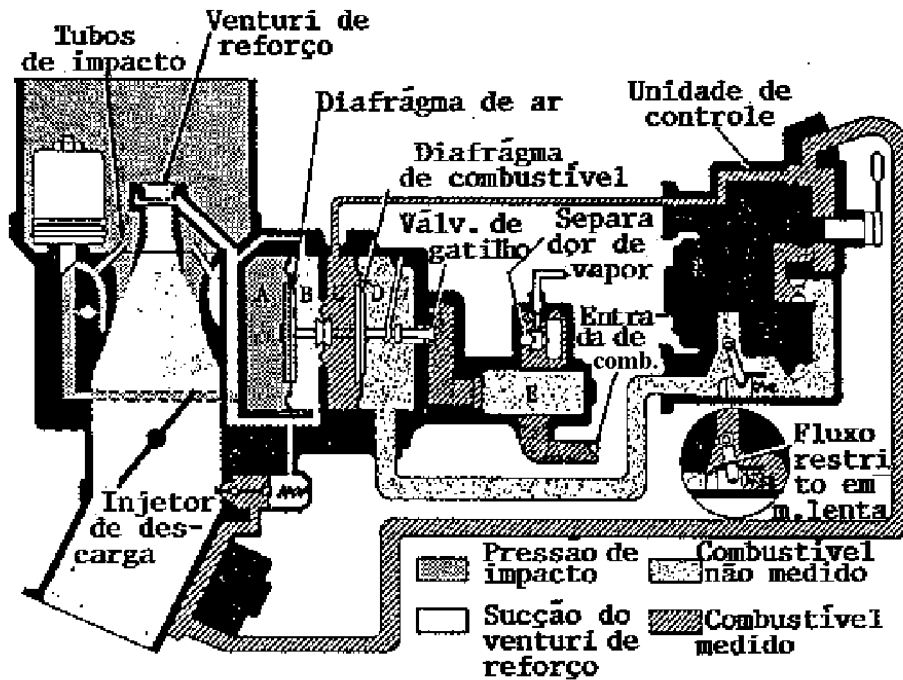 Venturi de
reforço
Tubos
de impacto
Diafrágma de ar
Unidade de
controle
Diafrágma
de combustível
Válv. de
gatilho
Separa
dor de
vapor
Entra
da de
comb.
A
B
C
D
E
Injetor
de des-
carga
Fluxo
restri
to em
m.lenta
Pressão de
impacto
Combustível
não medido
Sucção do
venturi de
reforço
Combustível
medido